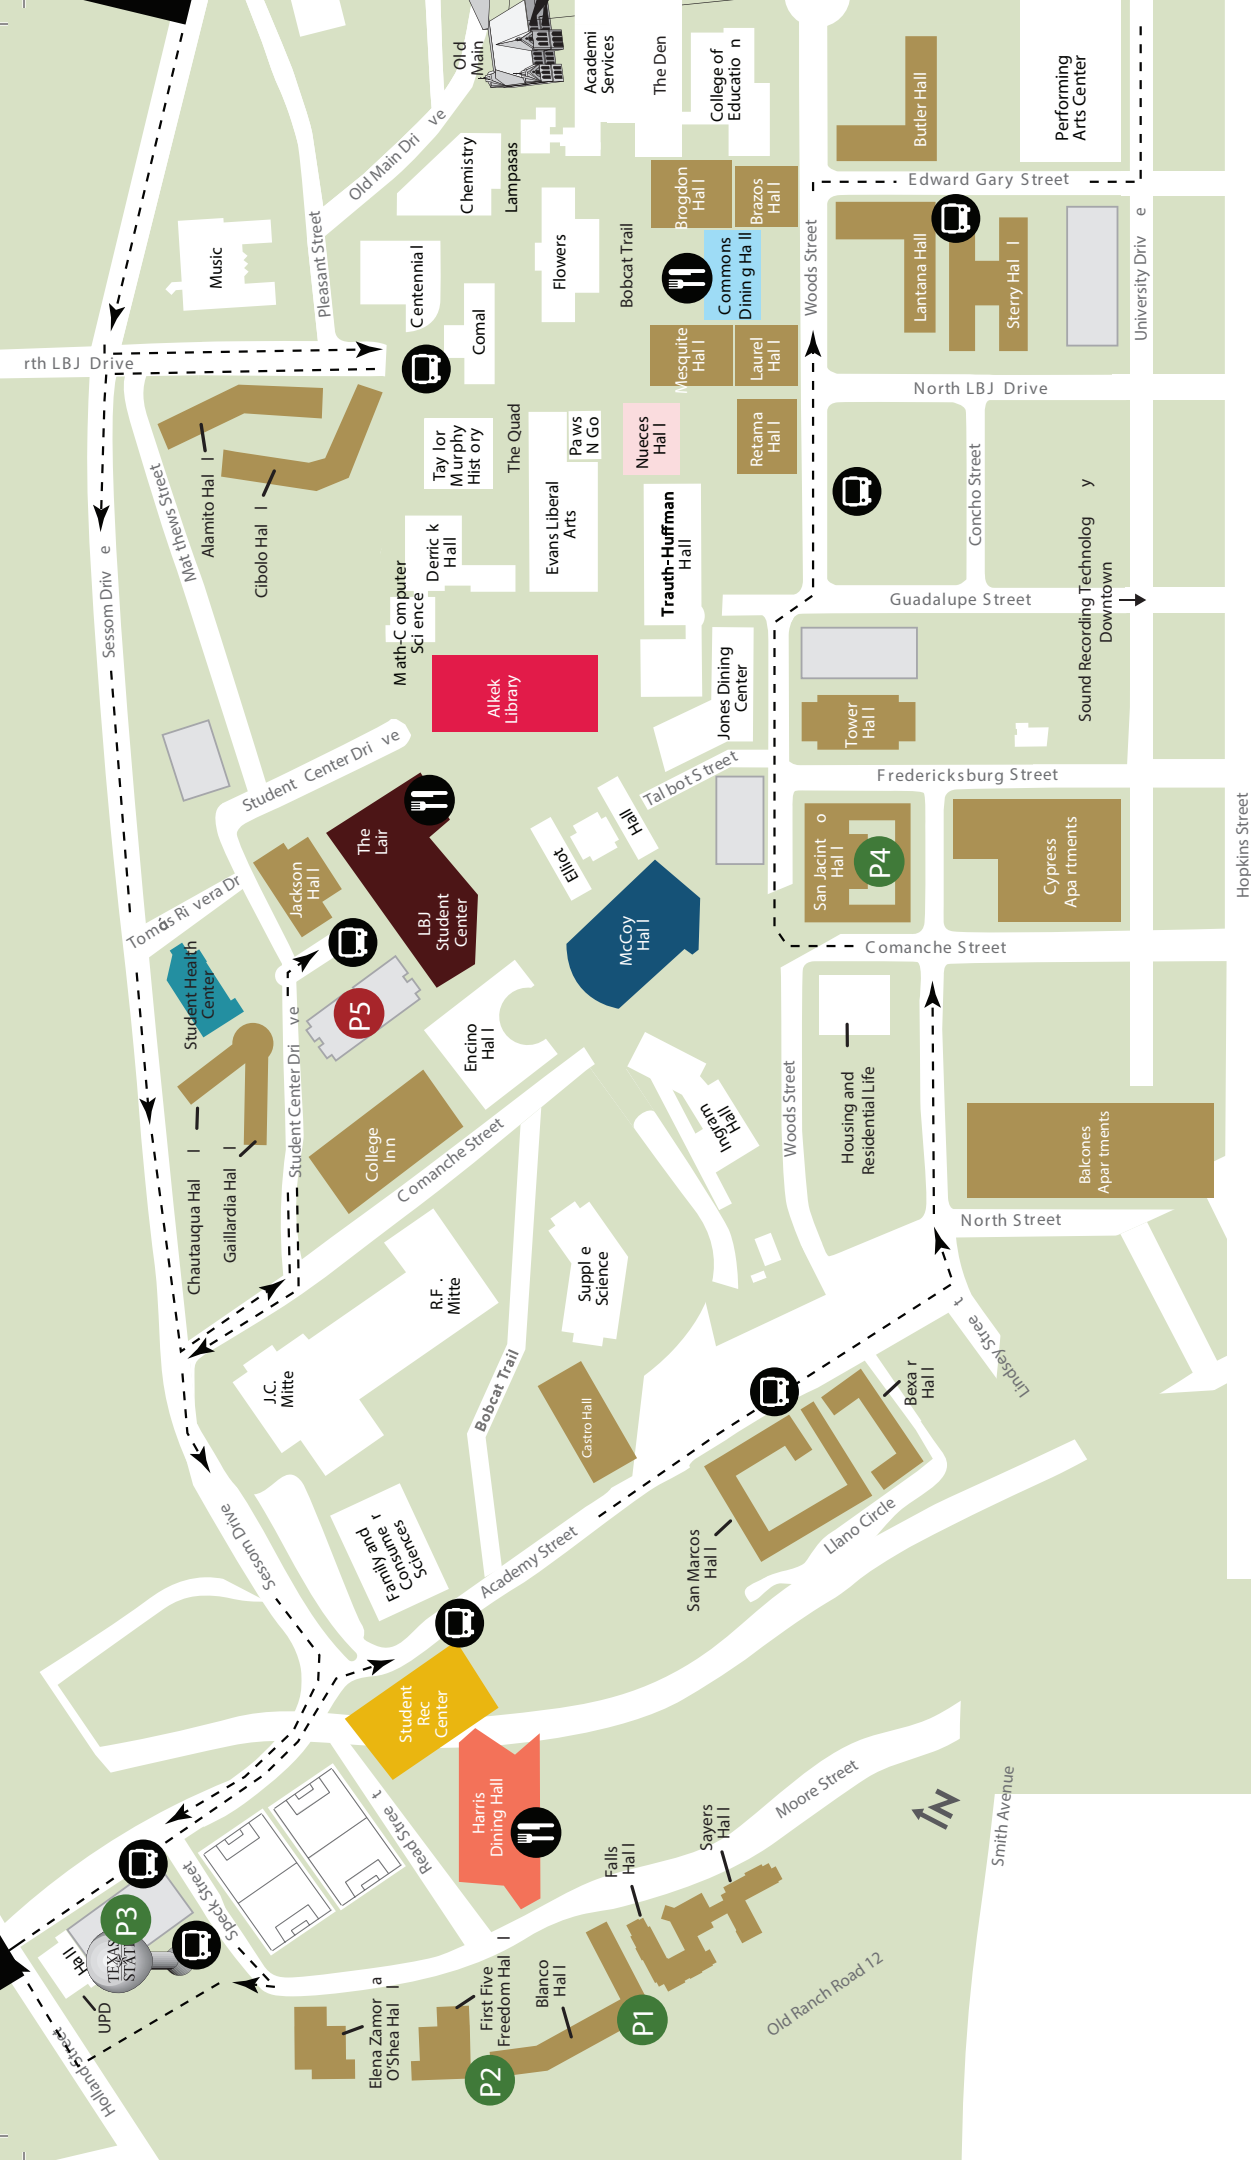 Old
Main
Academi
Services
The Den
College of
Education
Performing
Arts Center
Butler Hall
Old Main Drive
Chemistry
Lampasas
Brogdon
Hall
Brazos
Hall
Edward Gary Street
Music
Pleasant Street
Centennial
Flowers
Bobcat Trail
Commons
Dining Hall
Woods Street
Lantana Hall
Sterry Hall
University Drive
rth LBJ Drive
Comal
Mesquite
Hall
Laurel
Hall
North LBJ Drive
Alamito Hall
Cibolo Hall
Matthews Street
Taylor
Murphy
History
The Quad
Paws
N Go
Nueces
Hall
Retama
Hall
Concho Street
Sessom Drive
Derrick
Hall
Evans Liberal
Arts
Trauth-Huffman
Hall
Math-Computer
Science
Guadalupe Street
Sound Recording Technology
Downtown
Alkek
Library
Jones Dining
Center
Tower
Hall
Student Center Drive
Talbot Street
Fredericksburg Street
The
Lair
Elliot
Hall
Jackson
Hall
LBJ
Student
Center
San Jacinto
Hall
P4
Cypress
Apartments
Hopkins Street
Tomás Rivera Dr
McCoy
Hall
Comanche Street
Student Health
Center
P5
Encino
Hall
Student Center Drive
Chautauqua Hall
Gaillardia Hall
College
Inn
Comanche Street
Ingram
Hall
Woods Street
Housing and
Residential Life
Balcones
Apartments
North Street
R.F.
Mitte
Supple
Science
J.C.
Mitte
Bobcat Trail
Castro Hall
Bexar
Hall
Lindsey Street
Sessom Drive
Family and
Consumer
Sciences
Academy Street
San Marcos
Hall
Llano Circle
Student
Rec
Center
Harris
Dining Hall
Read Street
Moore Street
Sayers
Hall
Falls
Hall
N
Smith Avenue
Speck Street
P3
TEXAS
STATE
Hall
UPD
Holland Street
Elena Zamora
O'Shea Hall
First Five
Freedom Hall
Blanco
Hall
P1
P2
Old Ranch Road 12